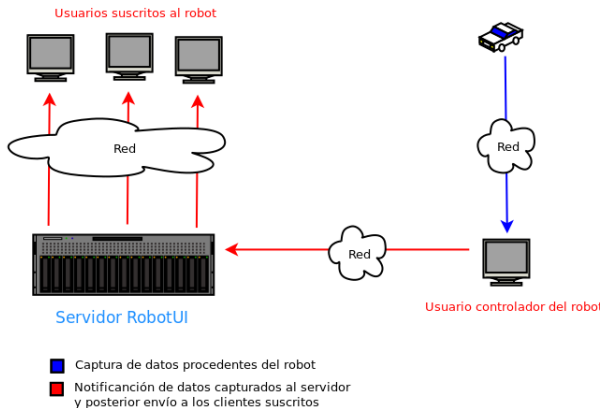 Usuarios suscritos al robot
Red
Red
Red
Usuario controlador del robot
Servidor RobotUI
Captura de datos procedentes del robot
Notificanción de datos capturados al servidor
y posterior envío a los clientes suscritos